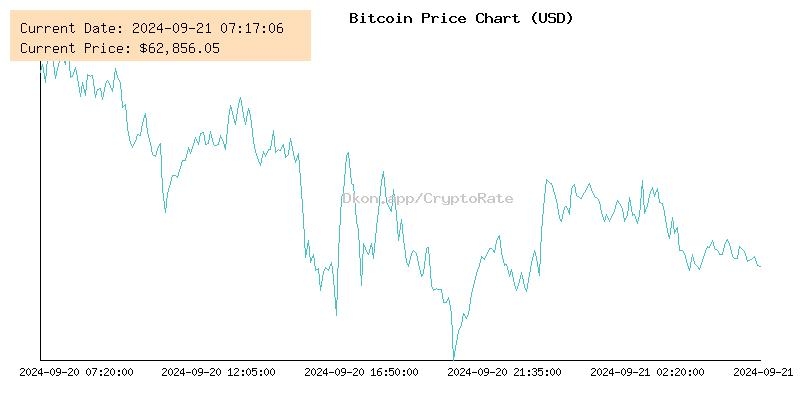 Bitcoin Price Chart (USD)
Current Date: 2024-09-21 07:17:06
Current Price: $62,856.05
Okon.app/CryptoRate
2024-09-20 07:20:00 2024-09-20 12:05:00 2024-09-20 16:50:00 2024-09-20 21:35:00 2024-09-21 02:20:00 2024-09-21